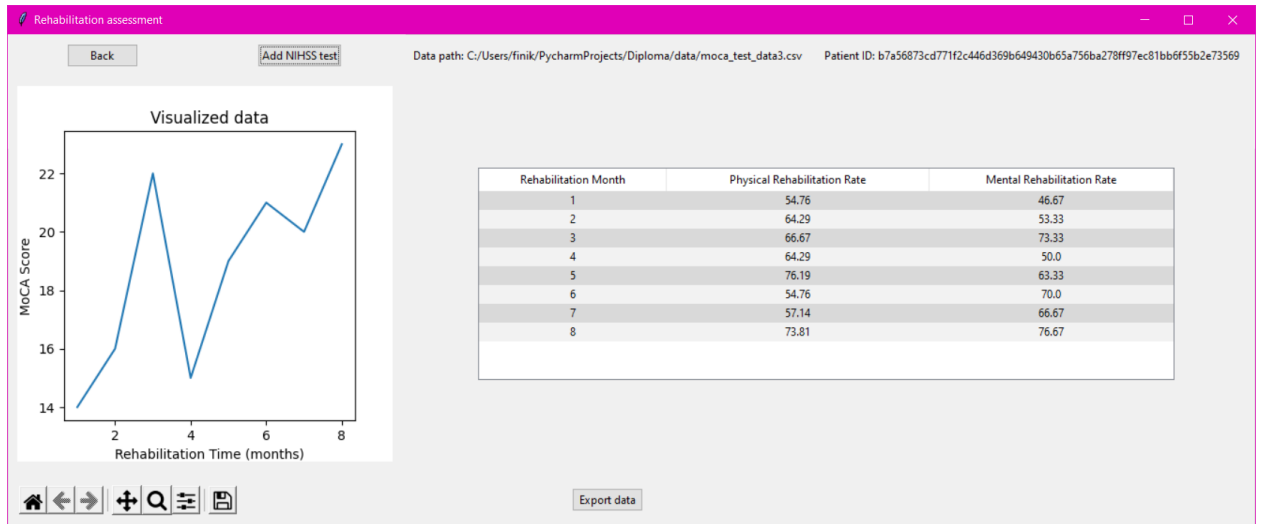 Rehabilitation assessment
Back
Add NIHSS test
Data path: C:/Users/finik/PycharmProjects/Diploma/data/moca_test_data3.csv
Patient ID: b7a56873cd771f2c446d369b649430b65a756ba278ff97ec81bb6f55b2e73569
Visualized data
MoCA Score
22
20
18
16
14
2 4 6 8
Rehabilitation Time (months)
Rehabilitation Month Physical Rehabilitation Rate Mental Rehabilitation Rate
1 54.76 46.67
2 64.29 53.33
3 66.67 73.33
4 64.29 50.0
5 76.19 63.33
6 54.76 70.0
7 57.14 66.67
8 73.81 76.67
Export data